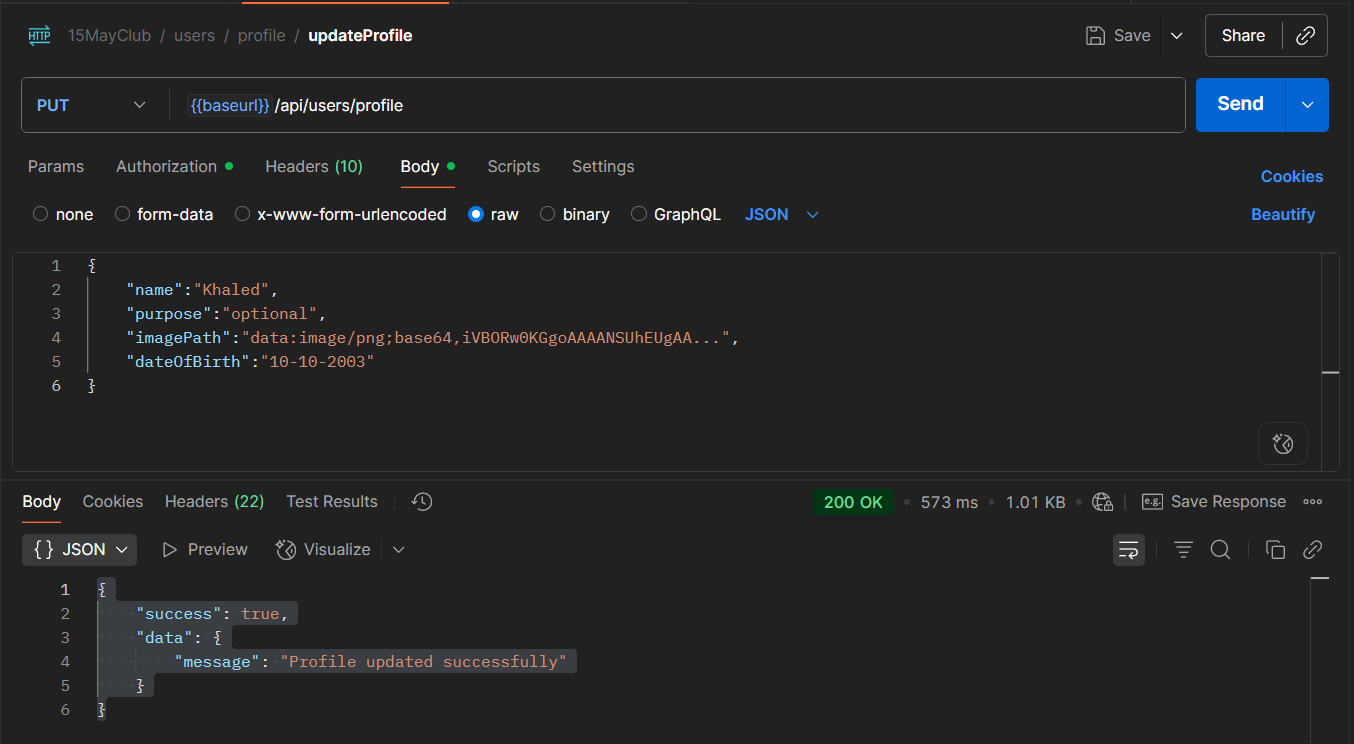 HTTP 15MayClub / users / profile / updateProfile Save Share
PUT {{baseurl}} /api/users/profile Send
Params Authorization Headers (10) Body Scripts Settings Cookies
none form-data x-www-form-urlencoded raw binary GraphQL JSON Beautify
1 {
2 "name":"Khaled",
3 "purpose":"optional",
4 "imagePath":"data:image/png;base64,iVBORw0KGgoAAAANSUhEUgAA...",
5 "dateOfBirth":"10-10-2003"
6 }
Body Cookies Headers (22) Test Results 200 OK • 573 ms • 1.01 KB • e.g. Save Response
{} JSON Preview Visualize
1 {
2 "success": true,
3 "data": {
4 "message": "Profile updated successfully"
5 }
6 }